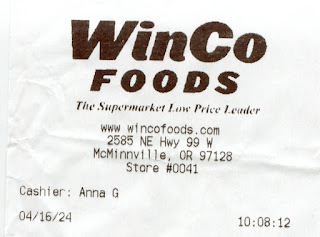 WinCo
FOODS
The Supermarket Low Price Leader
www.wincofoods.com
2585 NE Hwy 99 W
McMinnville, OR 97128
Store #0041
Cashier: Anna G
04/16/24 10:08:12